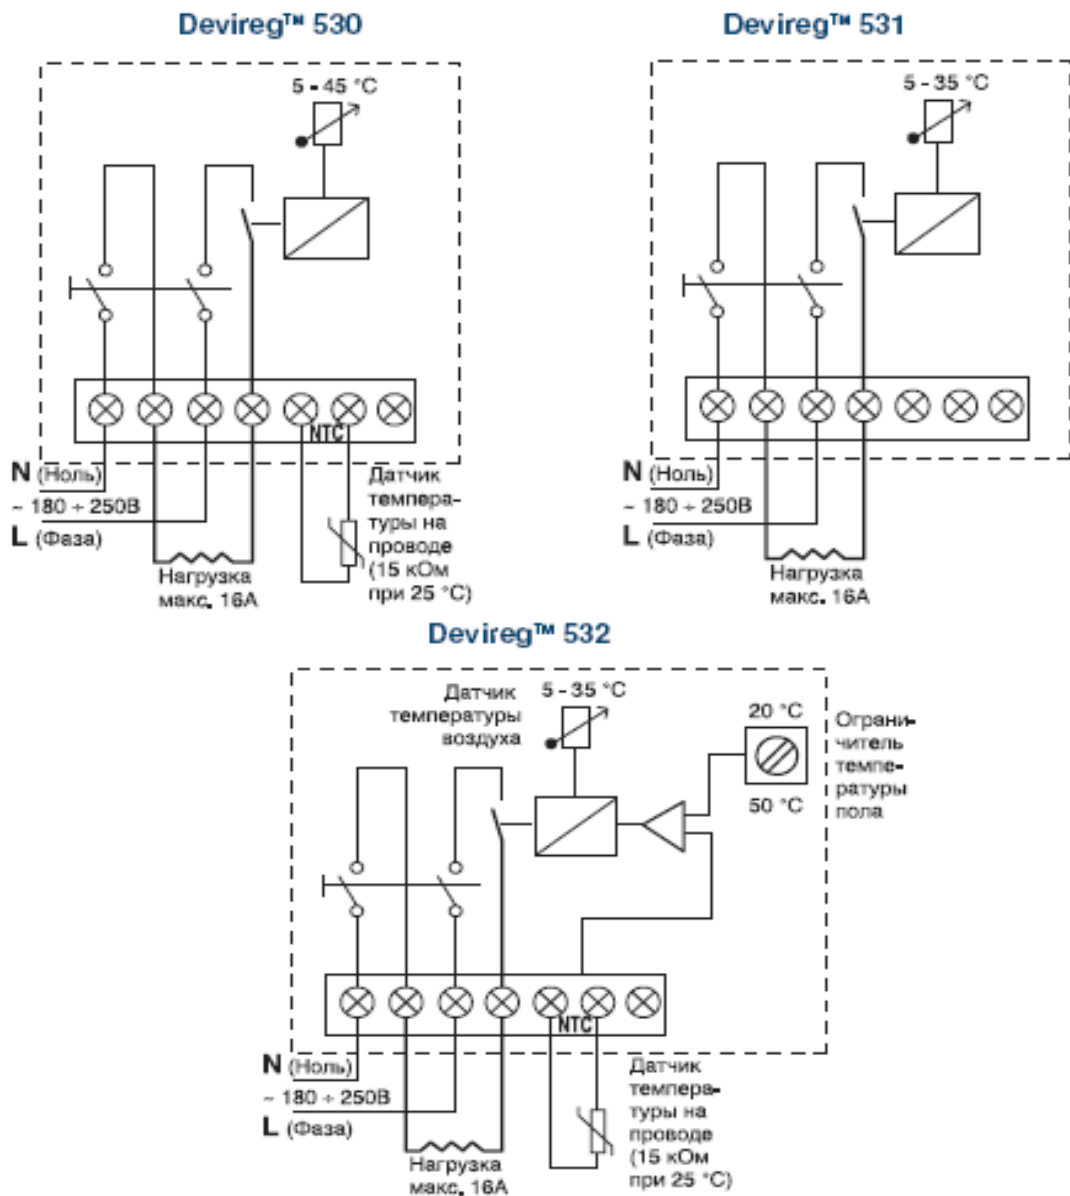 Devireg™ 530
5 - 45 °C
NTC
N (Ноль)
~ 180 ÷ 250В
L (Фаза)
Нагрузка
макс. 16А
Датчик
темпера-
туры на
проводе
(15 кОм
при 25 °C)
Devireg™ 531
5 - 35 °C
N (Ноль)
~ 180 ÷ 250В
L (Фаза)
Нагрузка
макс. 16А
Devireg™ 532
Датчик
температуры
воздуха
5 - 35 °C
20 °C
50 °C
Ограни-
читель
темпе-
ратуры
пола
NTC
N (Ноль)
~ 180 ÷ 250В
L (Фаза)
Нагрузка
макс. 16А
Датчик
темпера-
туры на
проводе
(15 кОм
при 25 °C)